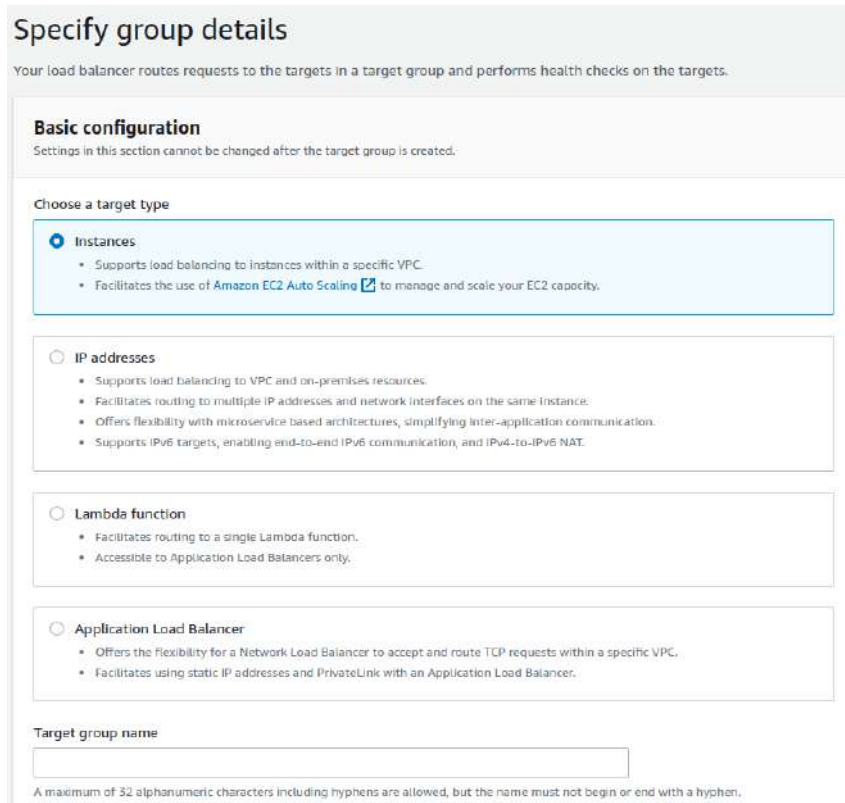 Specify group details
Your load balancer routes requests to the targets in a target group and performs health checks on the targets.
Basic configuration
Settings in this section cannot be changed after the target group is created.
Choose a target type
Instances
• Supports load balancing to instances within a specific VPC.
• Facilitates the use of Amazon EC2 Auto Scaling to manage and scale your EC2 capacity.
IP addresses
• Supports load balancing to VPC and on-premises resources.
• Facilitates routing to multiple IP addresses and network interfaces on the same instance.
• Offers flexibility with microservice based architectures, simplifying inter-application communication.
• Supports IPv6 targets, enabling end-to-end IPv6 communication, and IPv4-to-IPv6 NAT.
Lambda function
• Facilitates routing to a single Lambda function.
• Accessible to Application Load Balancers only.
Application Load Balancer
• Offers the flexibility for a Network Load Balancer to accept and route TCP requests within a specific VPC.
• Facilitates using static IP addresses and PrivateLink with an Application Load Balancer.
Target group name
A maximum of 32 alphanumeric characters including hyphens are allowed, but the name must not begin or end with a hyphen.